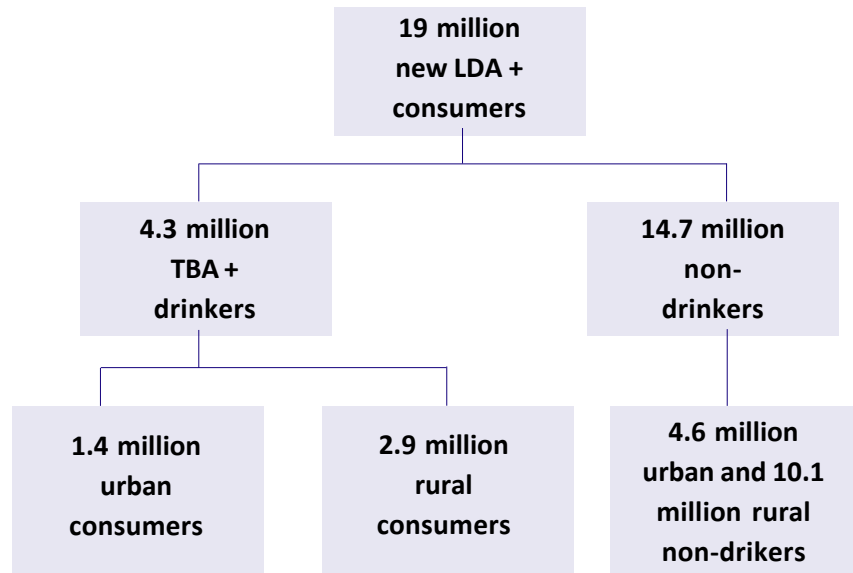 19 million
new LDA +
consumers
4.3 million
TBA +
drinkers
14.7 million
non-
drinkers
1.4 million
urban
consumers
2.9 million
rural
consumers
4.6 million
urban and 10.1
million rural
non-drikers